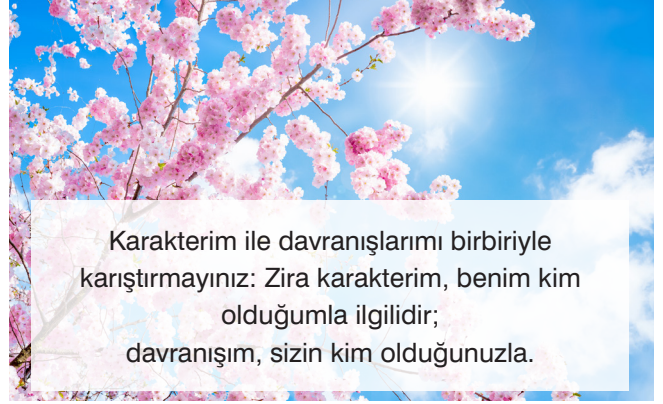 Karakterim ile davranışlarımı birbiriyle
karıştırmayınız: Zira karakterim, benim kim
olduğumla ilgilidir;
davranışım, sizin kim olduğunuzla.